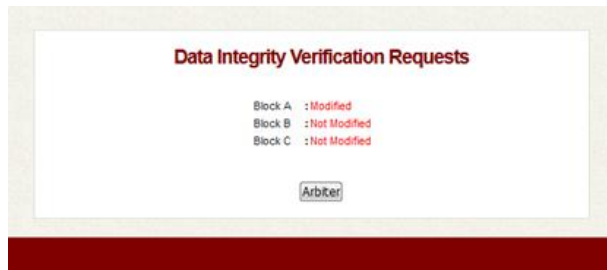 Data Integrity Verification Requests
Block A : Modified
Block B : Not Modified
Block C : Not Modified
Arbiter